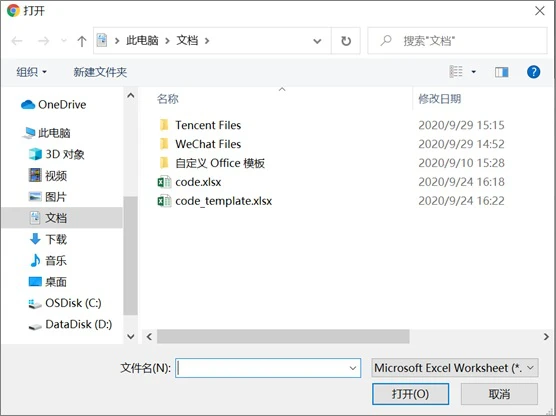 打开
此电脑 文档 搜索"文档"
组织 新建文件夹
名称 修改日期
OneDrive
此电脑
3D 对象
视频
图片
文档
下载
音乐
桌面
OSDisk (C:)
DataDisk (D:)
Tencent Files 2020/9/29 15:15
WeChat Files 2020/9/29 14:52
自定义 Office 模板 2020/9/10 15:28
code.xlsx 2020/9/24 16:18
code_template.xlsx 2020/9/24 16:22
文件名(N): Microsoft Excel Worksheet (*.
打开(O) 取消